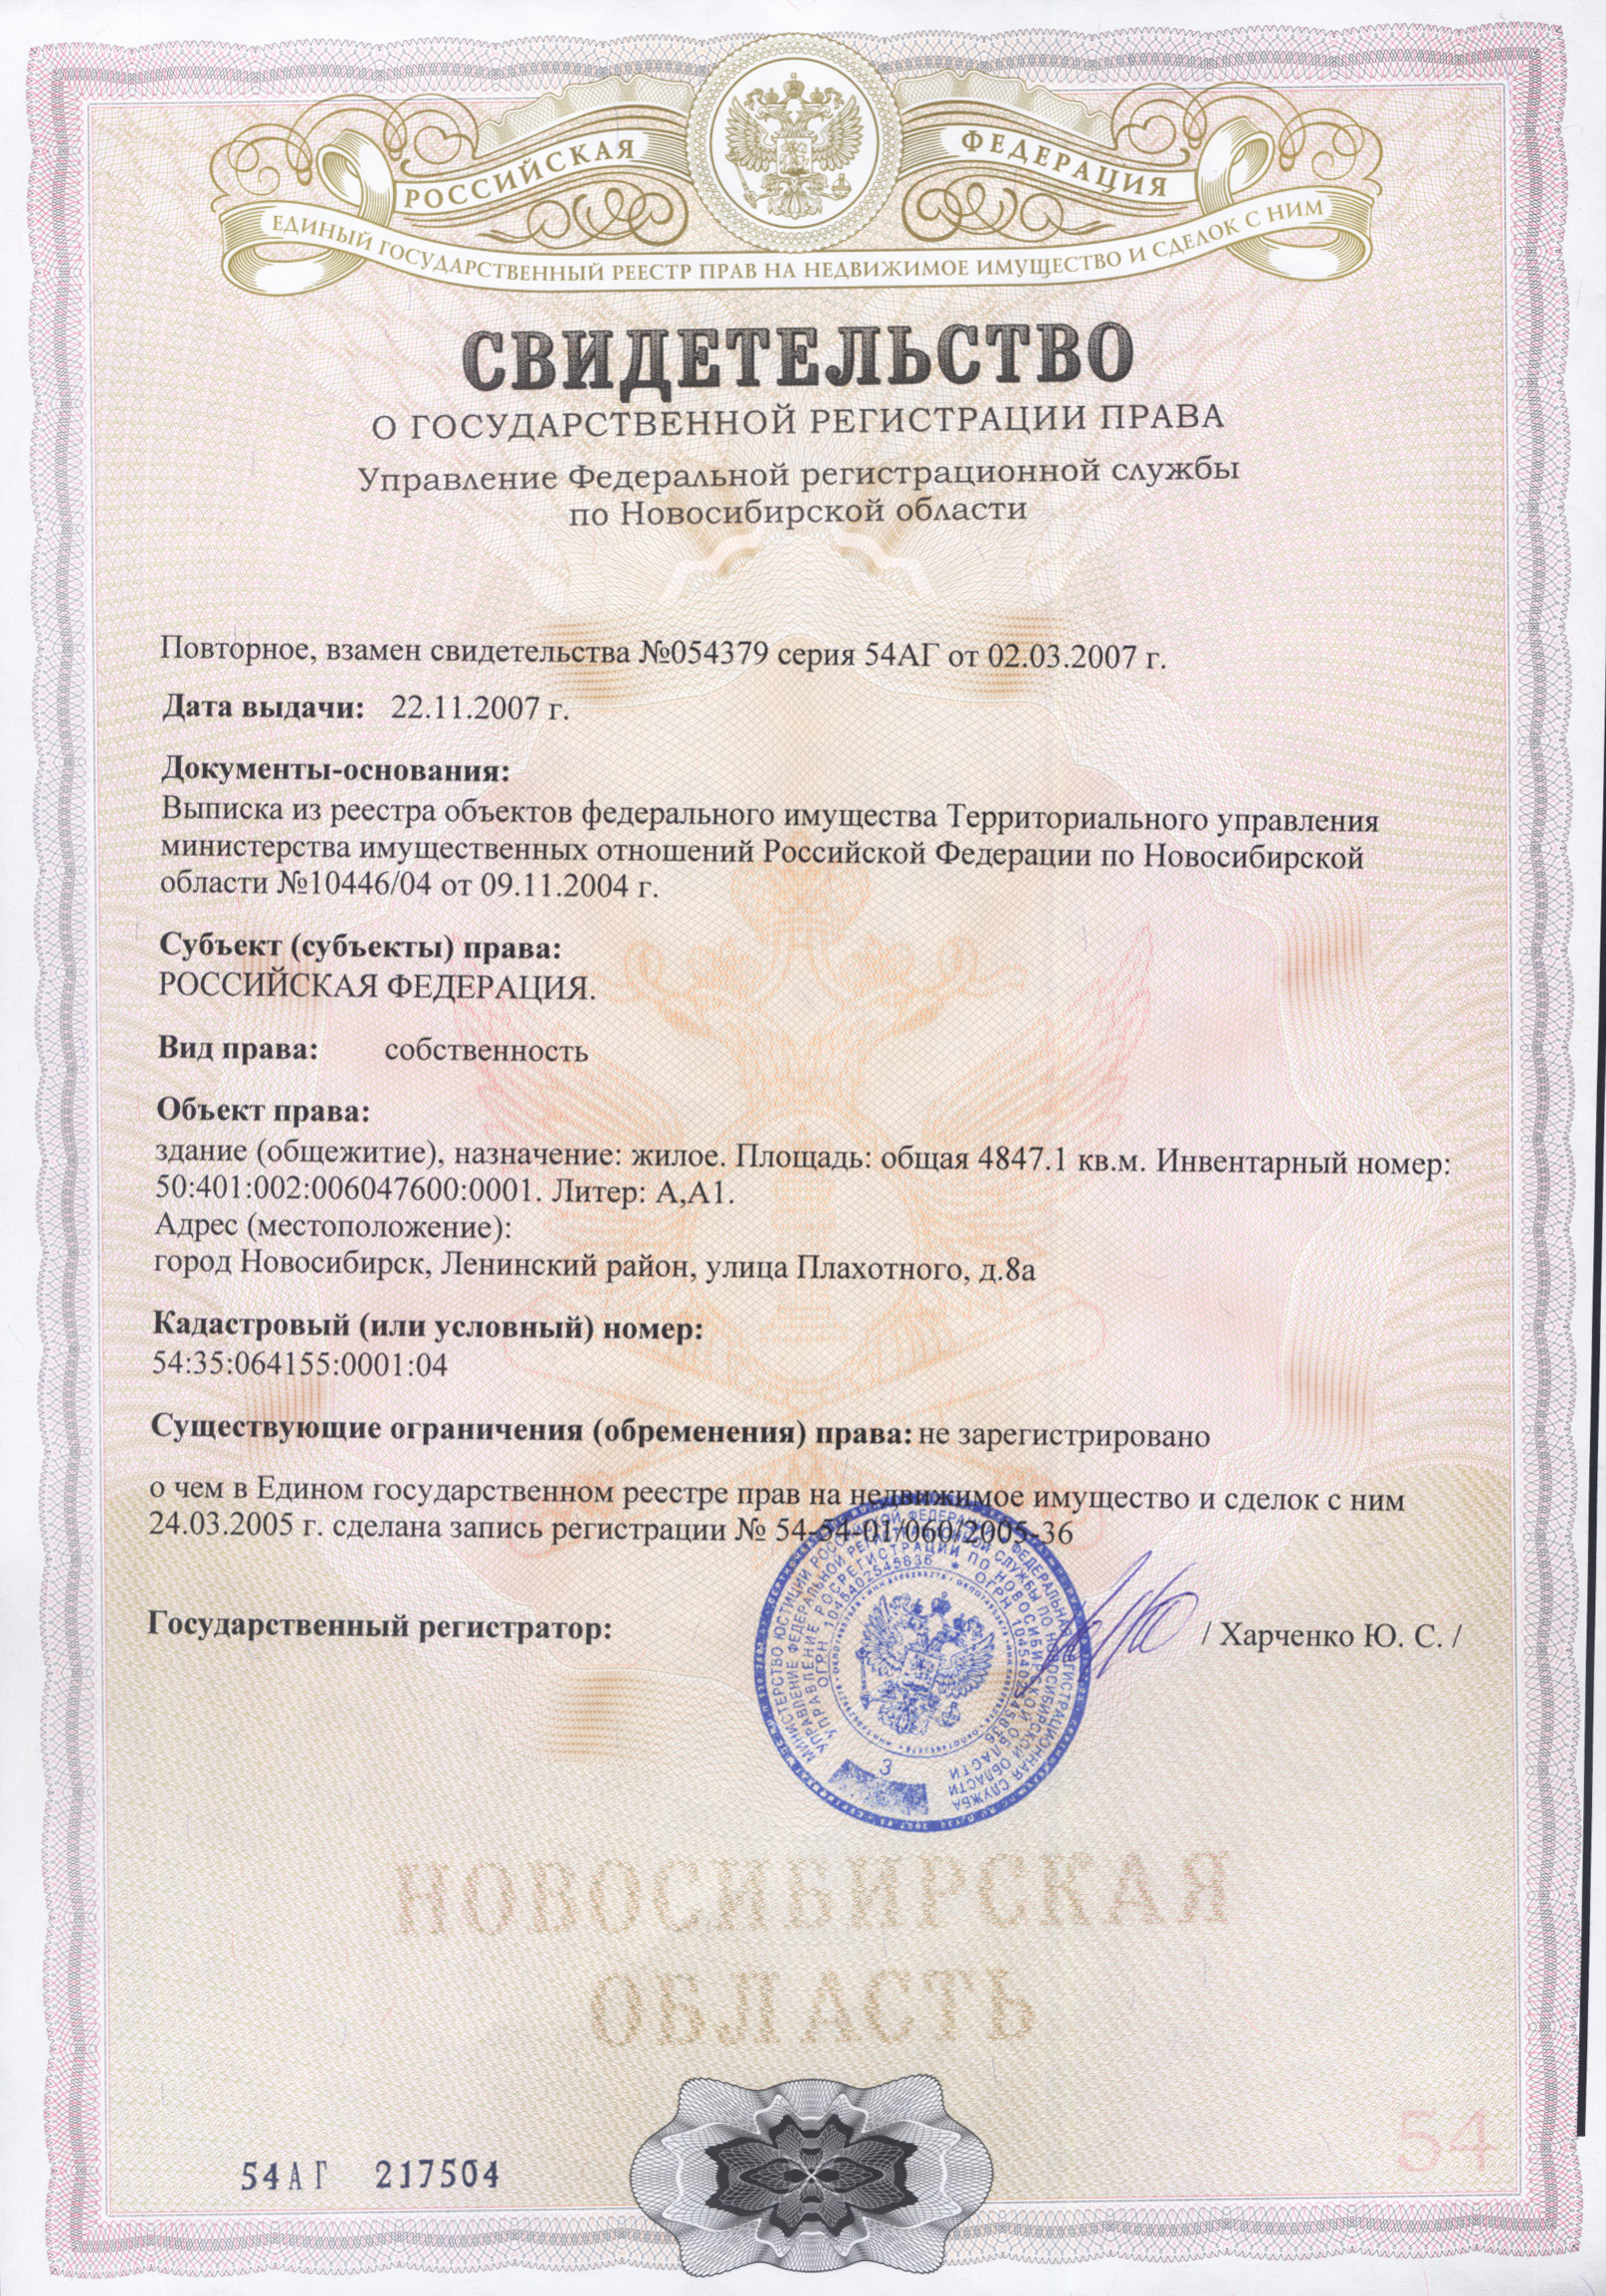 РОССИЙСКАЯ ФЕДЕРАЦИЯ
ЕДИНЫЙ ГОСУДАРСТВЕННЫЙ РЕЕСТР ПРАВ НА НЕДВИЖИМОЕ ИМУЩЕСТВО И СДЕЛОК С НИМ
СВИДЕТЕЛЬСТВО
О ГОСУДАРСТВЕННОЙ РЕГИСТРАЦИИ ПРАВА
Управление Федеральной регистрационной службы
по Новосибирской области
Повторное, взамен свидетельства №054379 серия 54АГ от 02.03.2007 г.
Дата выдачи: 22.11.2007 г.
Документы-основания:
Выписка из реестра объектов федерального имущества Территориального управления
министерства имущественных отношений Российской Федерации по Новосибирской
области №10446/04 от 09.11.2004 г.
Субъект (субъекты) права:
РОССИЙСКАЯ ФЕДЕРАЦИЯ.
Вид права: собственность
Объект права:
здание (общежитие), назначение: жилое. Площадь: общая 4847.1 кв.м. Инвентарный номер:
50:401:002:006047600:0001. Литер: А,А1.
Адрес (местоположение):
город Новосибирск, Ленинский район, улица Плахотного, д.8а
Кадастровый (или условный) номер:
54:35:064155:0001:04
Существующие ограничения (обременения) права: не зарегистрировано
о чем в Едином государственном реестре прав на недвижимое имущество и сделок с ним
24.03.2005 г. сделана запись регистрации № 54-54-01/060/2005-36
Государственный регистратор: / Харченко Ю. С. /
МИНИСТЕРСТВО ЮСТИЦИИ РОССИЙСКОЙ ФЕДЕРАЦИИ ФЕДЕРАЛЬНАЯ РЕГИСТРАЦИОННАЯ СЛУЖБА
УПРАВЛЕНИЕ ФЕДЕРАЛЬНОЙ РЕГИСТРАЦИОННОЙ СЛУЖБЫ ПО НОВОСИБИРСКОЙ ОБЛАСТИ
УПРАВЛЕНИЕ РОСРЕГИСТРАЦИИ ПО НОВОСИБИРСКОЙ ОБЛАСТИ
ОГРН 1045402545836 * ОГРН 1045402545836
3
НОВОСИБИРСКАЯ
ОБЛАСТЬ
54
54АГ 217504